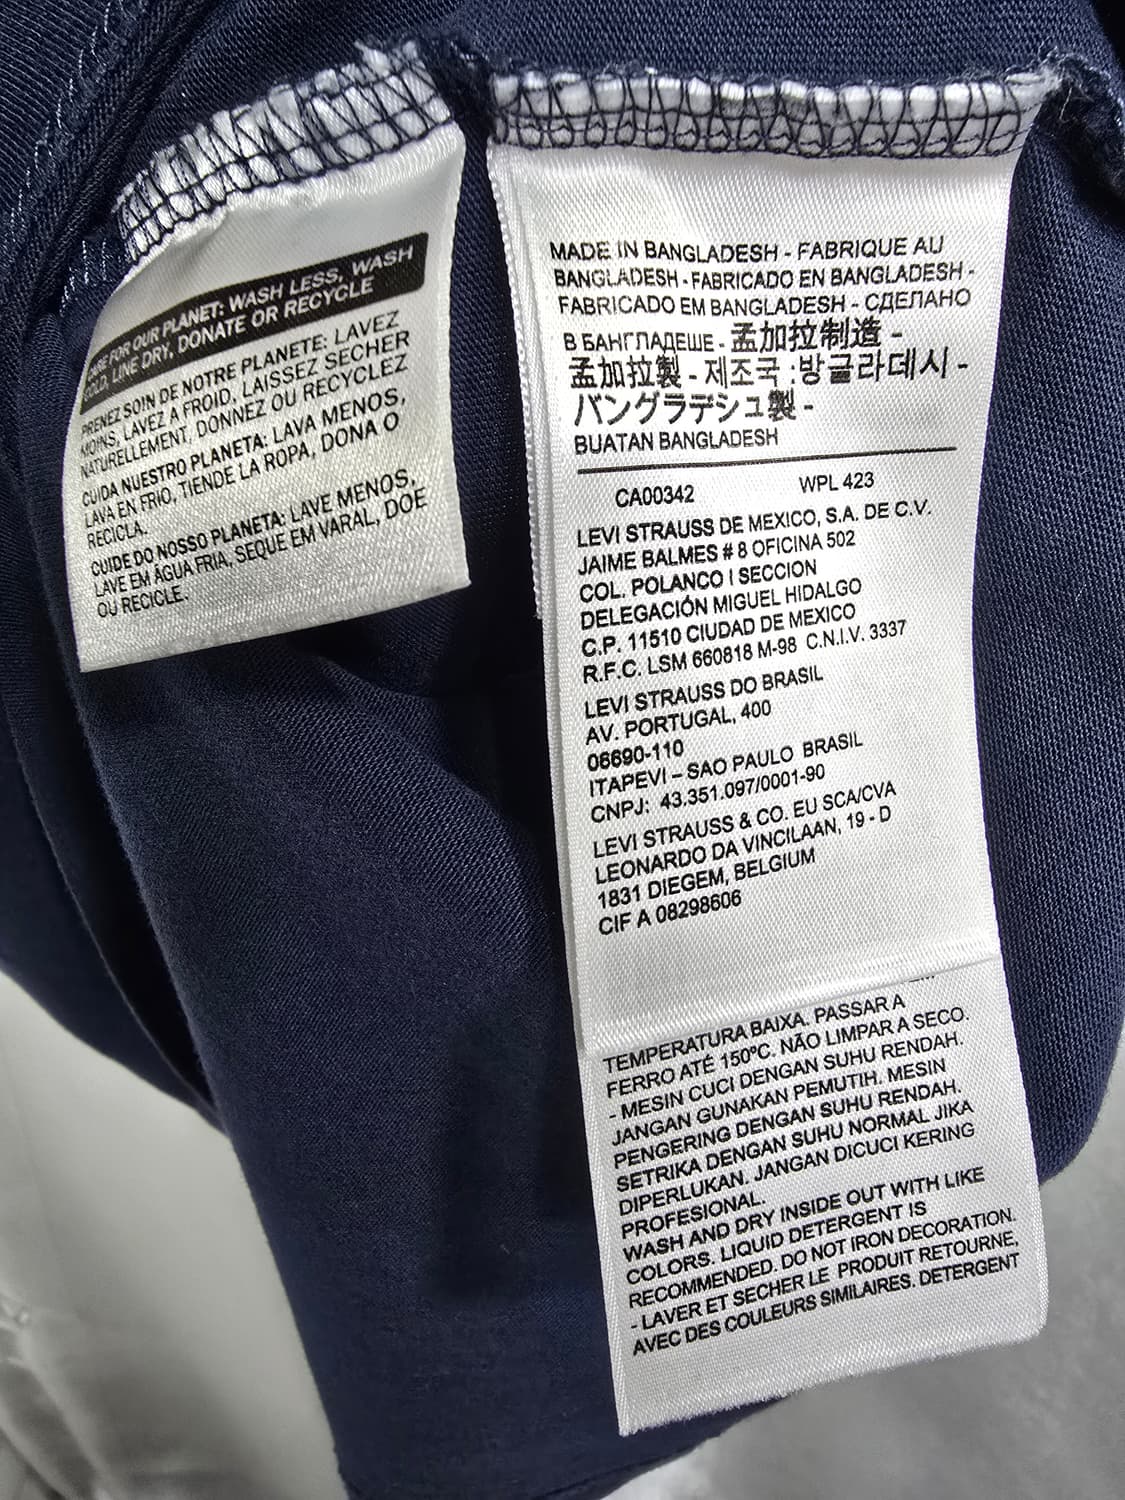 CARE FOR OUR PLANET: WASH LESS, WASH
COLD, LINE DRY, DONATE OR RECYCLE
PRENEZ SOIN DE NOTRE PLANETE: LAVEZ
MOINS, LAVEZ A FROID, LAISSEZ SECHER
NATURELLEMENT, DONNEZ OU RECYCLEZ
CUIDA NUESTRO PLANETA: LAVA MENOS,
LAVA EN FRIO, TIENDE LA ROPA, DONA O
RECICLA.
CUIDE DO NOSSO PLANETA: LAVE MENOS,
LAVE EM ÁGUA FRIA, SEQUE EM VARAL, DOE
OU RECICLE.
MADE IN BANGLADESH - FABRIQUE AU
BANGLADESH - FABRICADO EN BANGLADESH -
FABRICADO EM BANGLADESH - СДЕЛАНО
В БАНГЛАДЕШЕ - 孟加拉制造 -
孟加拉製 - 제조국 :방글라데시 -
バングラデシュ製 -
BUATAN BANGLADESH
CA00342 WPL 423
LEVI STRAUSS DE MEXICO, S.A. DE C.V.
JAIME BALMES # 8 OFICINA 502
COL. POLANCO I SECCION
DELEGACIÓN MIGUEL HIDALGO
C.P. 11510 CIUDAD DE MEXICO
R.F.C. LSM 660818 M-98 C.N.I.V. 3337
LEVI STRAUSS DO BRASIL
AV. PORTUGAL, 400
06690-110
ITAPEVI – SAO PAULO BRASIL
CNPJ: 43.351.097/0001-90
LEVI STRAUSS & CO. EU SCA/CVA
LEONARDO DA VINCILAAN, 19 - D
1831 DIEGEM, BELGIUM
CIF A 08298606
TEMPERATURA BAIXA. PASSAR A
FERRO ATÉ 150ºC. NÃO LIMPAR A SECO.
- MESIN CUCI DENGAN SUHU RENDAH.
JANGAN GUNAKAN PEMUTIH. MESIN
PENGERING DENGAN SUHU RENDAH.
SETRIKA DENGAN SUHU NORMAL JIKA
DIPERLUKAN. JANGAN DICUCI KERING
PROFESIONAL.
WASH AND DRY INSIDE OUT WITH LIKE
COLORS. LIQUID DETERGENT IS
RECOMMENDED. DO NOT IRON DECORATION.
- LAVER ET SECHER LE PRODUIT RETOURNE,
AVEC DES COULEURS SIMILAIRES. DETERGENT